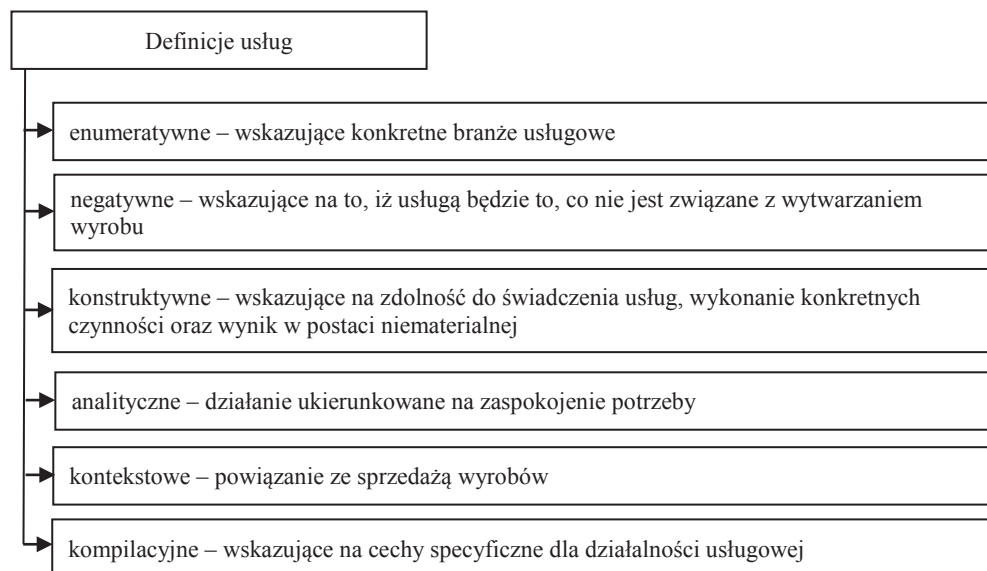 Definicje usług
enumeratywne – wskazujące konkretne branże usługowe
negatywne – wskazujące na to, iż usługą będzie to, co nie jest związane z wytwarzaniem
wyrobu
konstruktywne – wskazujące na zdolność do świadczenia usług, wykonanie konkretnych
czynności oraz wynik w postaci niematerialnej
analityczne – działanie ukierunkowane na zaspokojenie potrzeby
kontekstowe – powiązanie ze sprzedażą wyrobów
kompilacyjne – wskazujące na cechy specyficzne dla działalności usługowej